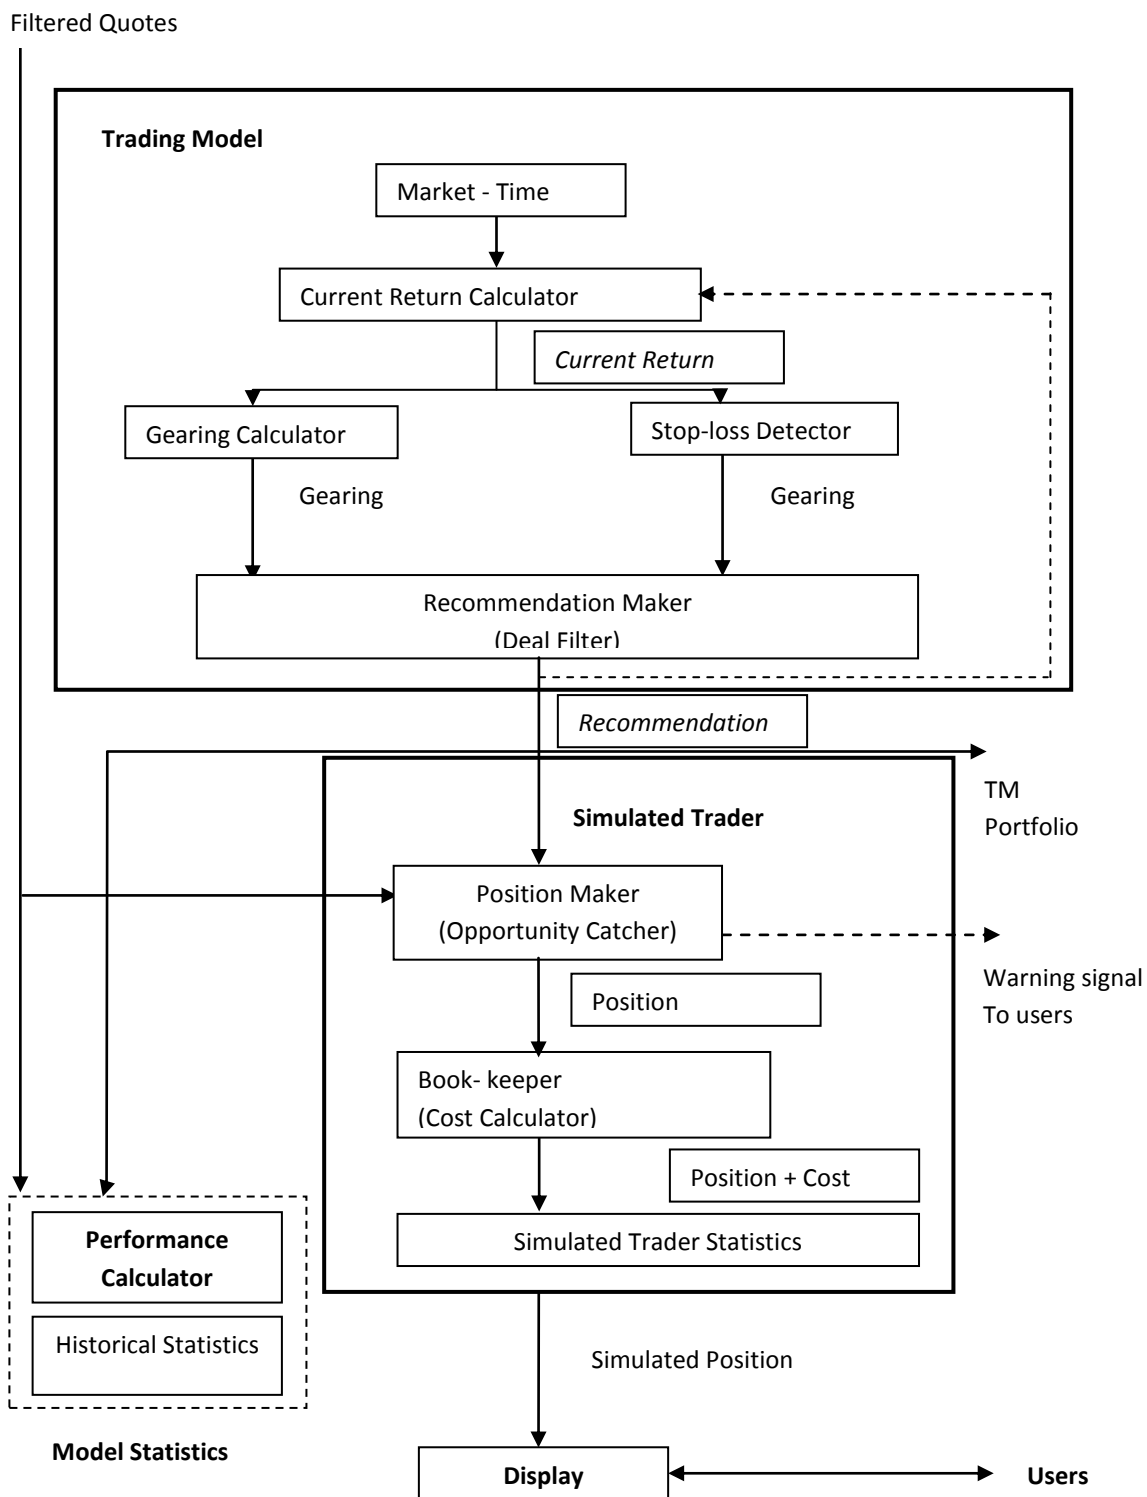 Filtered Quotes
Trading Model
Market - Time
Current Return Calculator
Current Return
Gearing Calculator
Stop-loss Detector
Gearing
Gearing
Recommendation Maker
(Deal Filter)
Recommendation
TM
Portfolio
Simulated Trader
Position Maker
(Opportunity Catcher)
Warning signal
To users
Position
Book- keeper
(Cost Calculator)
Position + Cost
Simulated Trader Statistics
Performance
Calculator
Historical Statistics
Simulated Position
Model Statistics
Display
Users